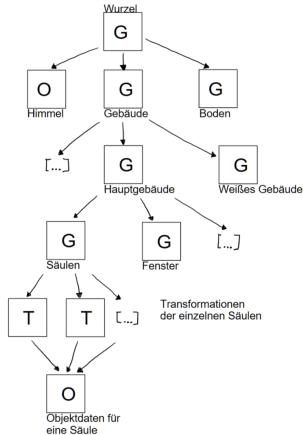 Wurzel
G
O
G
G
Himmel
Gebäude
Boden
[...]
G
G
Hauptgebäude
Weißes Gebäude
G
G
[...]
Säulen
Fenster
T
T
[...]
Transformationen
der einzelnen Säulen
O
Objektdaten für
eine Säule